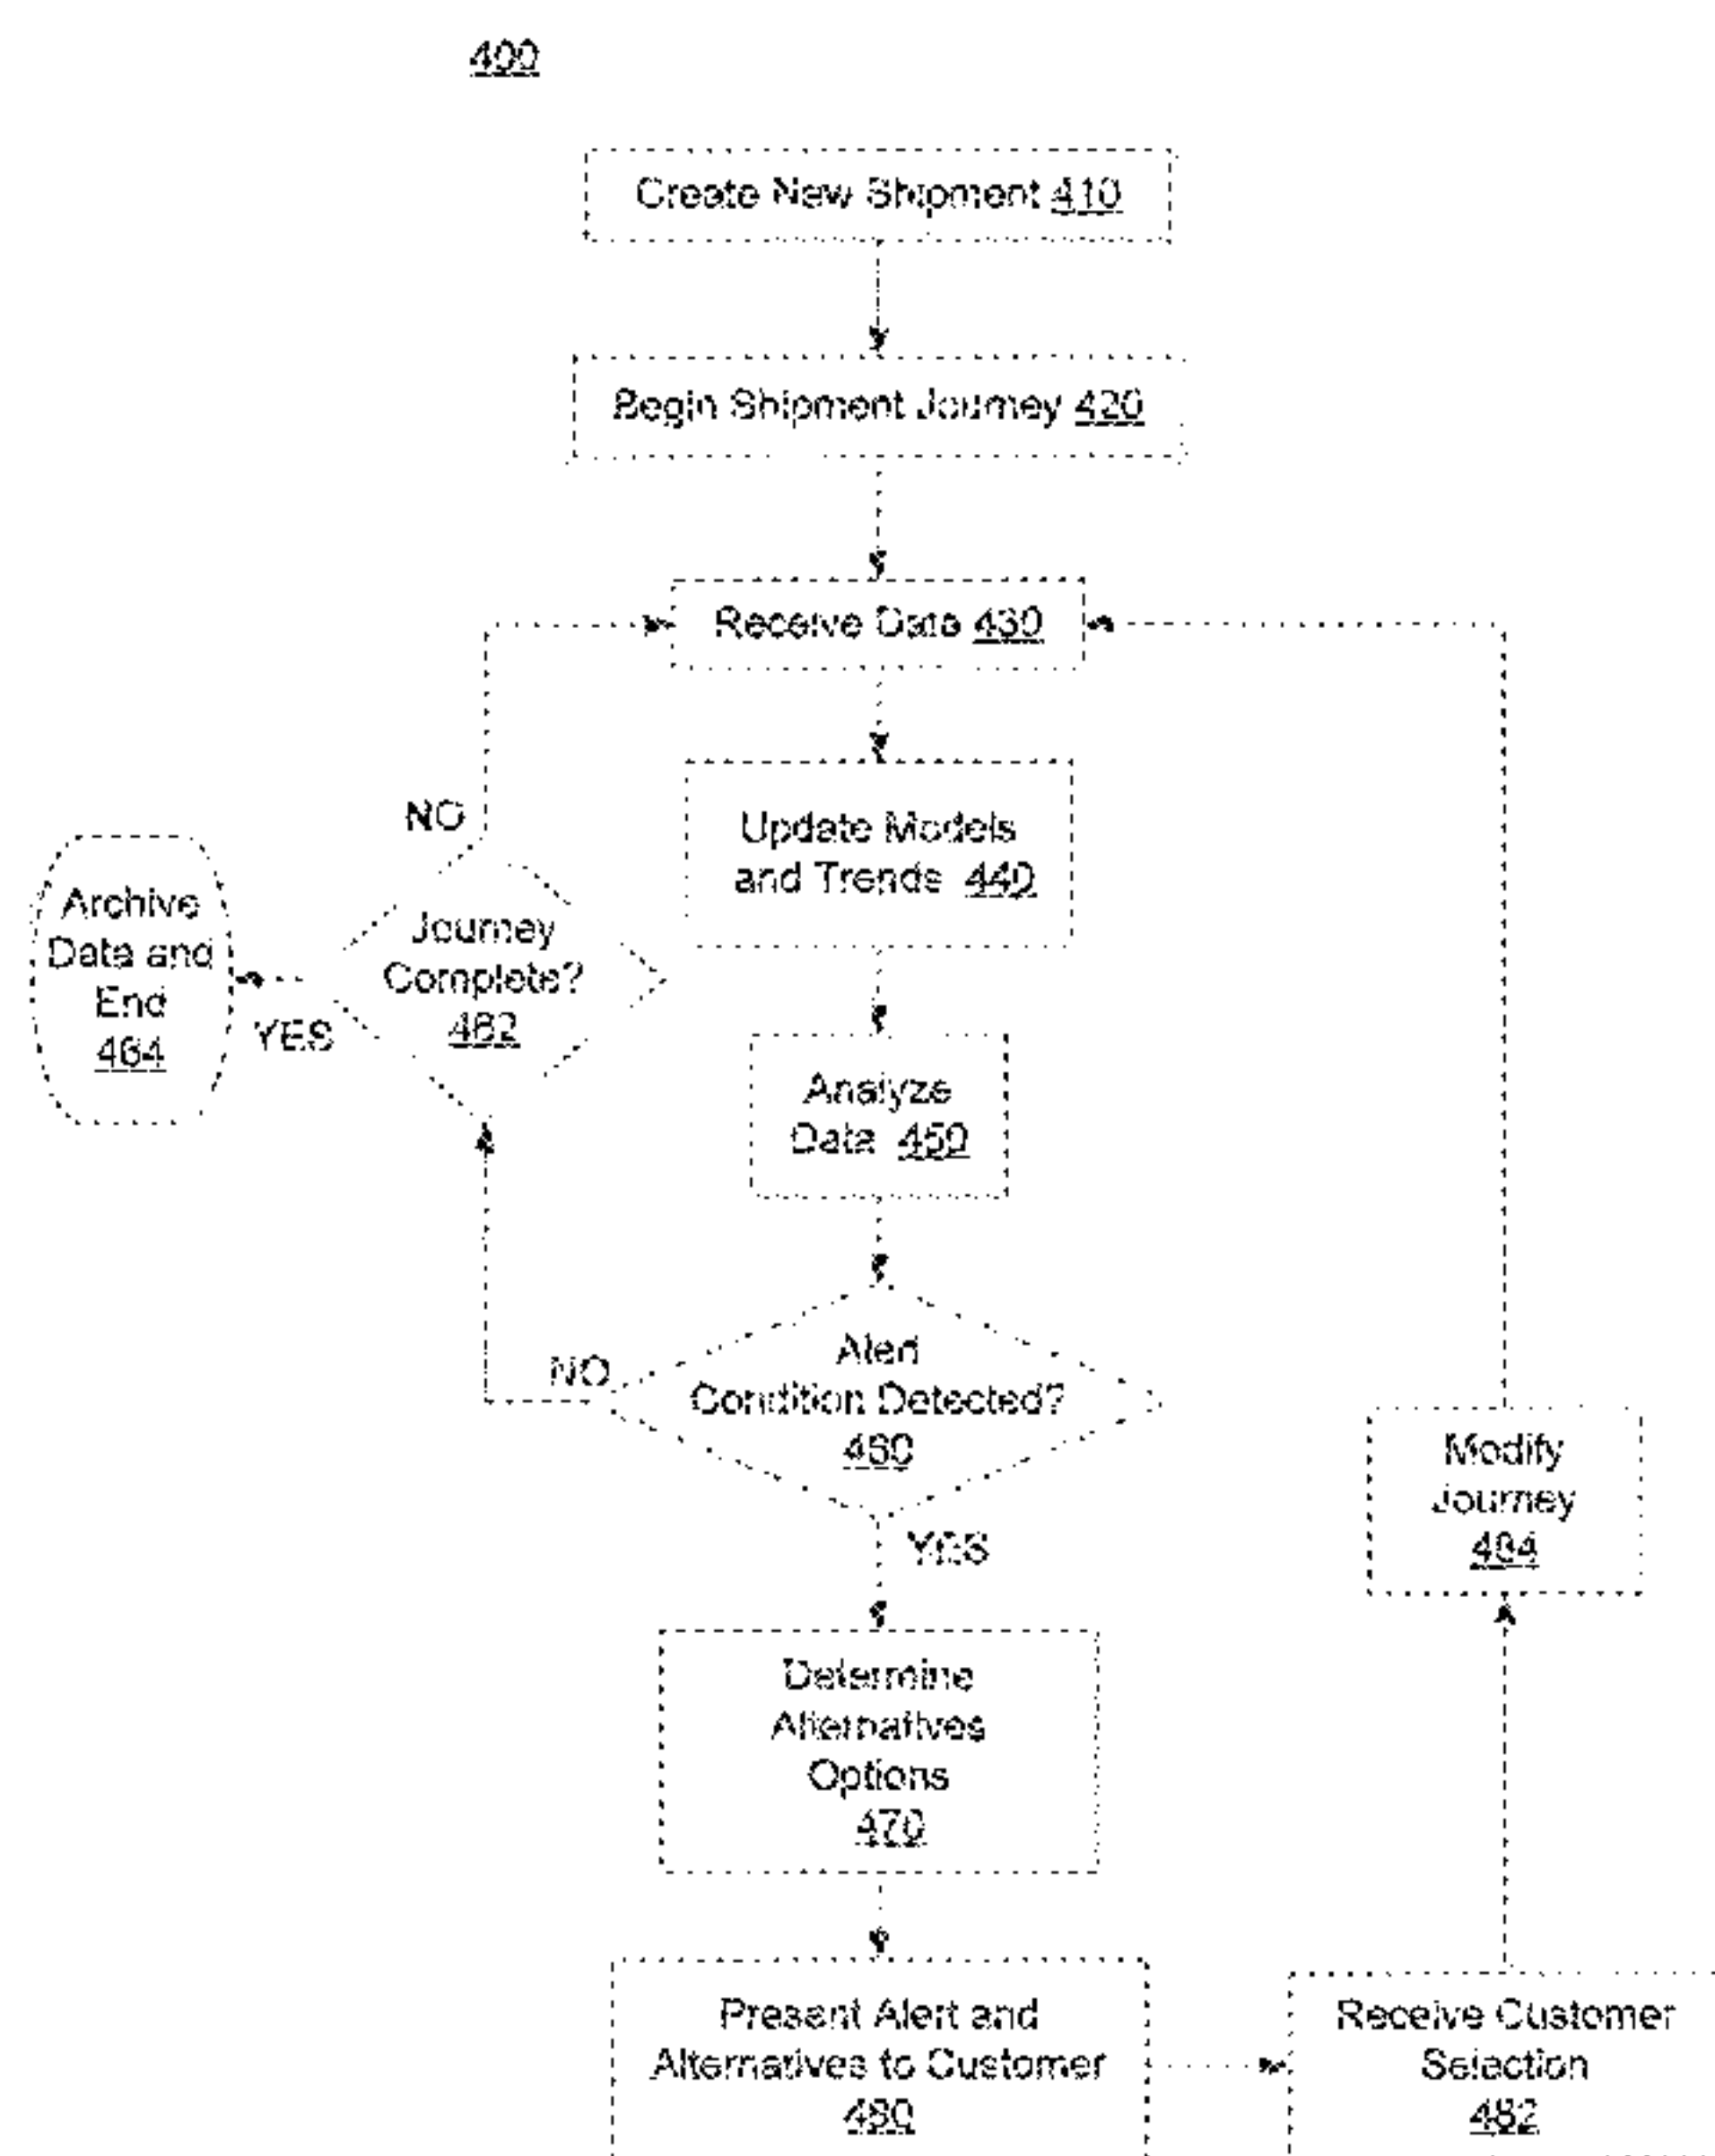 400
Create New Shipment 410
Begin Shipment Journey 420
Receive Data 430
NO
Update Models
and Trends 440
Archive
Data and
End
464
YES
Journey
Complete?
462
Analyze
Data 450
NO
Alert
Condition Detected?
460
YES
Modify
Journey
484
Determine
Alternatives
Options
470
Present Alert and
Alternatives to Customer
480
Receive Customer
Selection
482